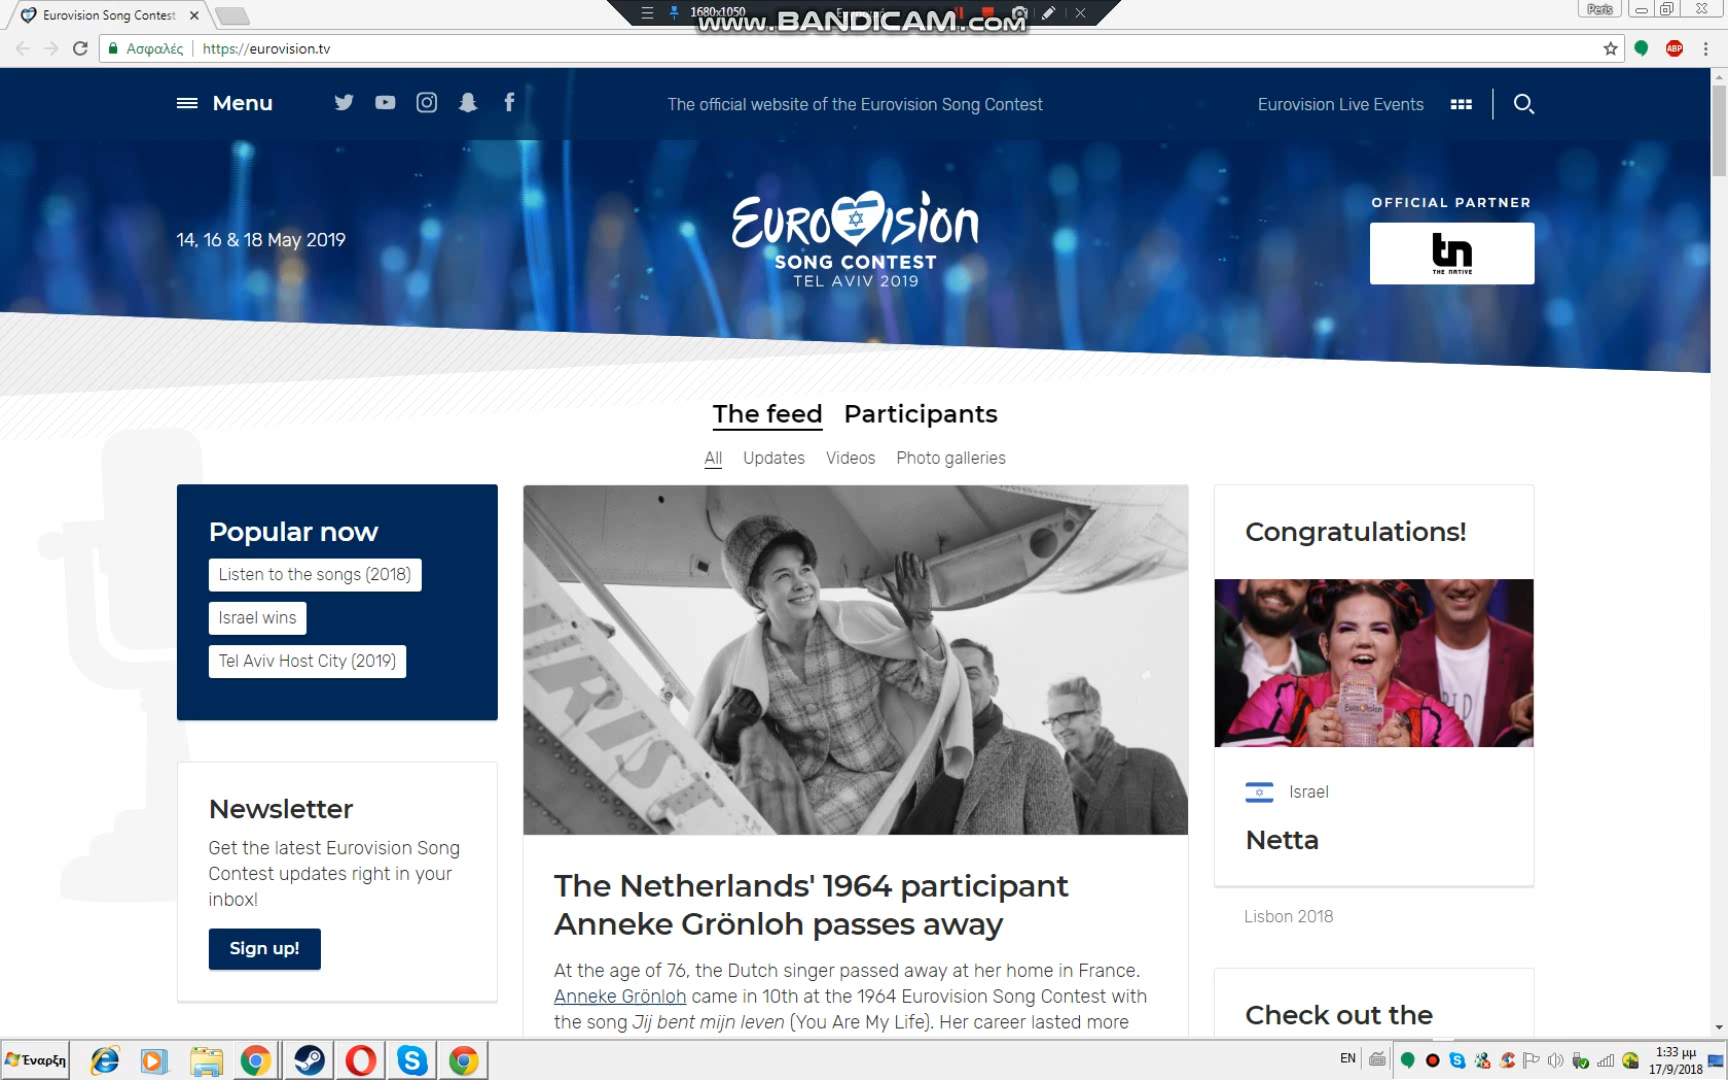 Eurovision Song Contest
1680x1050
www.BANDICAM.com
Peris
Ασφαλές
https://eurovision.tv
Menu
The official website of the Eurovision Song Contest
Eurovision Live Events
14, 16 & 18 May 2019
EUROVISION
SONG CONTEST
TEL AVIV 2019
OFFICIAL PARTNER
tn
THE NATIVE
The feed Participants
All Updates Videos Photo galleries
Popular now
Listen to the songs (2018)
Israel wins
Tel Aviv Host City (2019)
Newsletter
Get the latest Eurovision Song
Contest updates right in your
inbox!
Sign up!
The Netherlands' 1964 participant
Anneke Grönloh passes away
At the age of 76, the Dutch singer passed away at her home in France.
Anneke Grönloh came in 10th at the 1964 Eurovision Song Contest with
the song Jij bent mijn leven (You Are My Life). Her career lasted more
Congratulations!
Israel
Netta
Lisbon 2018
Check out the
Έναρξη
EN
1:33 μμ
17/9/2018